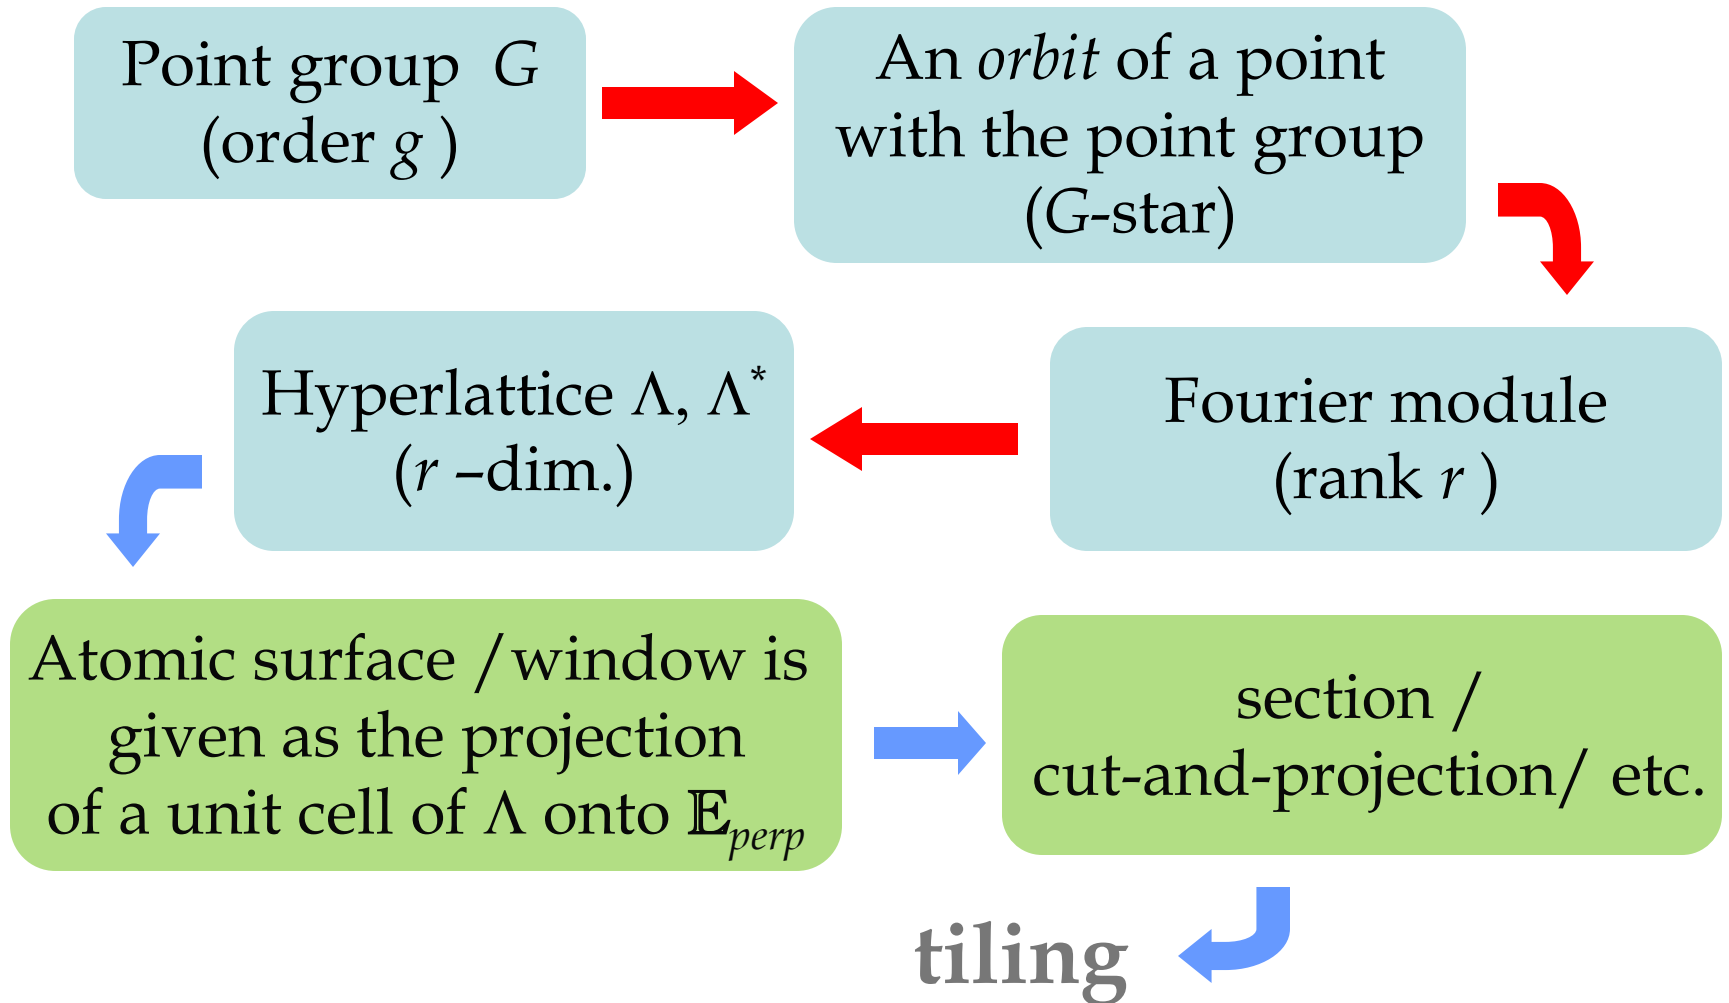 Point group G
(order g )
An orbit of a point
with the point group
(G-star)
Hyperlattice Λ, Λ*
(r –dim.)
Fourier module
(rank r )
Atomic surface /window is
given as the projection
of a unit cell of Λ onto 𝔼perp
section /
cut-and-projection/ etc.
tiling